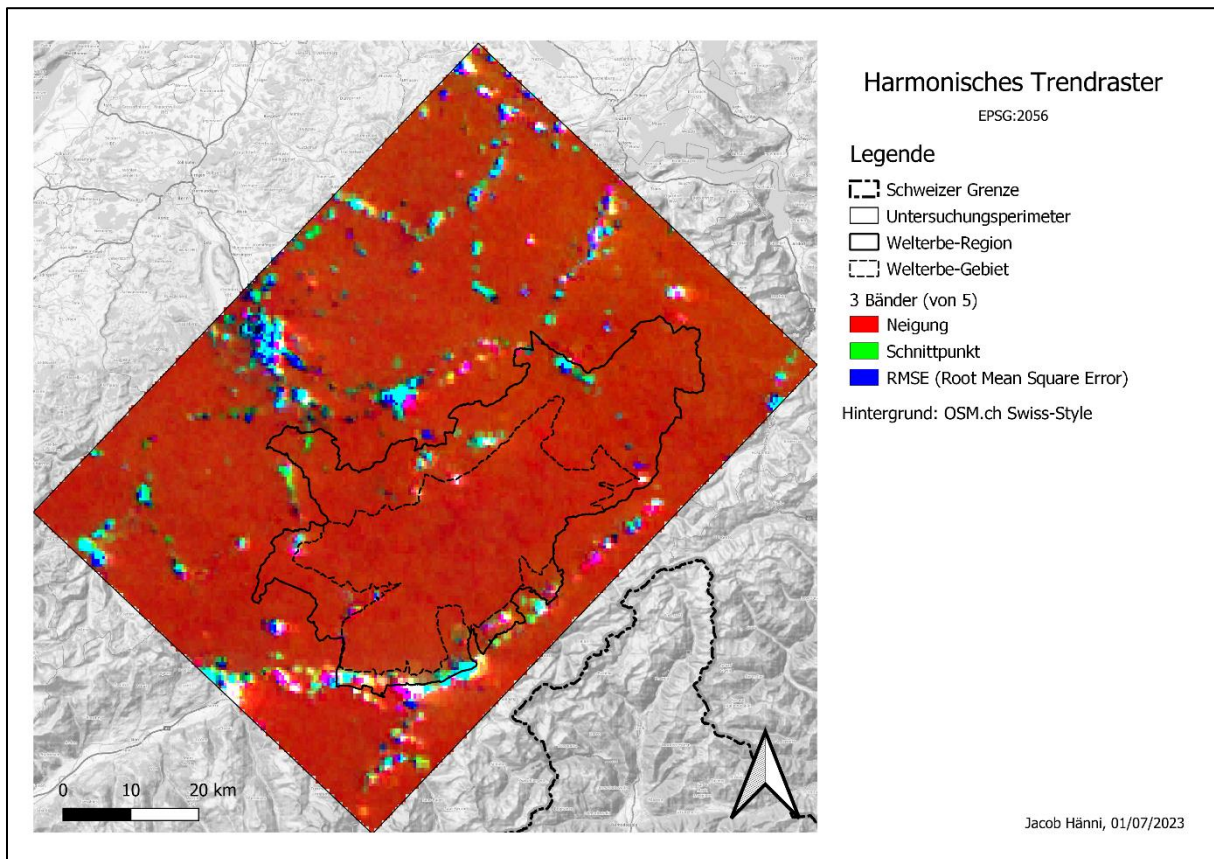 Harmonisches Trendraster
EPSG:2056
Legende
Schweizer Grenze
Untersuchungsperimeter
Welterbe-Region
Welterbe-Gebiet
3 Bänder (von 5)
Neigung
Schnittpunkt
RMSE (Root Mean Square Error)
Hintergrund: OSM.ch Swiss-Style
0 10 20 km
Jacob Hänni, 01/07/2023